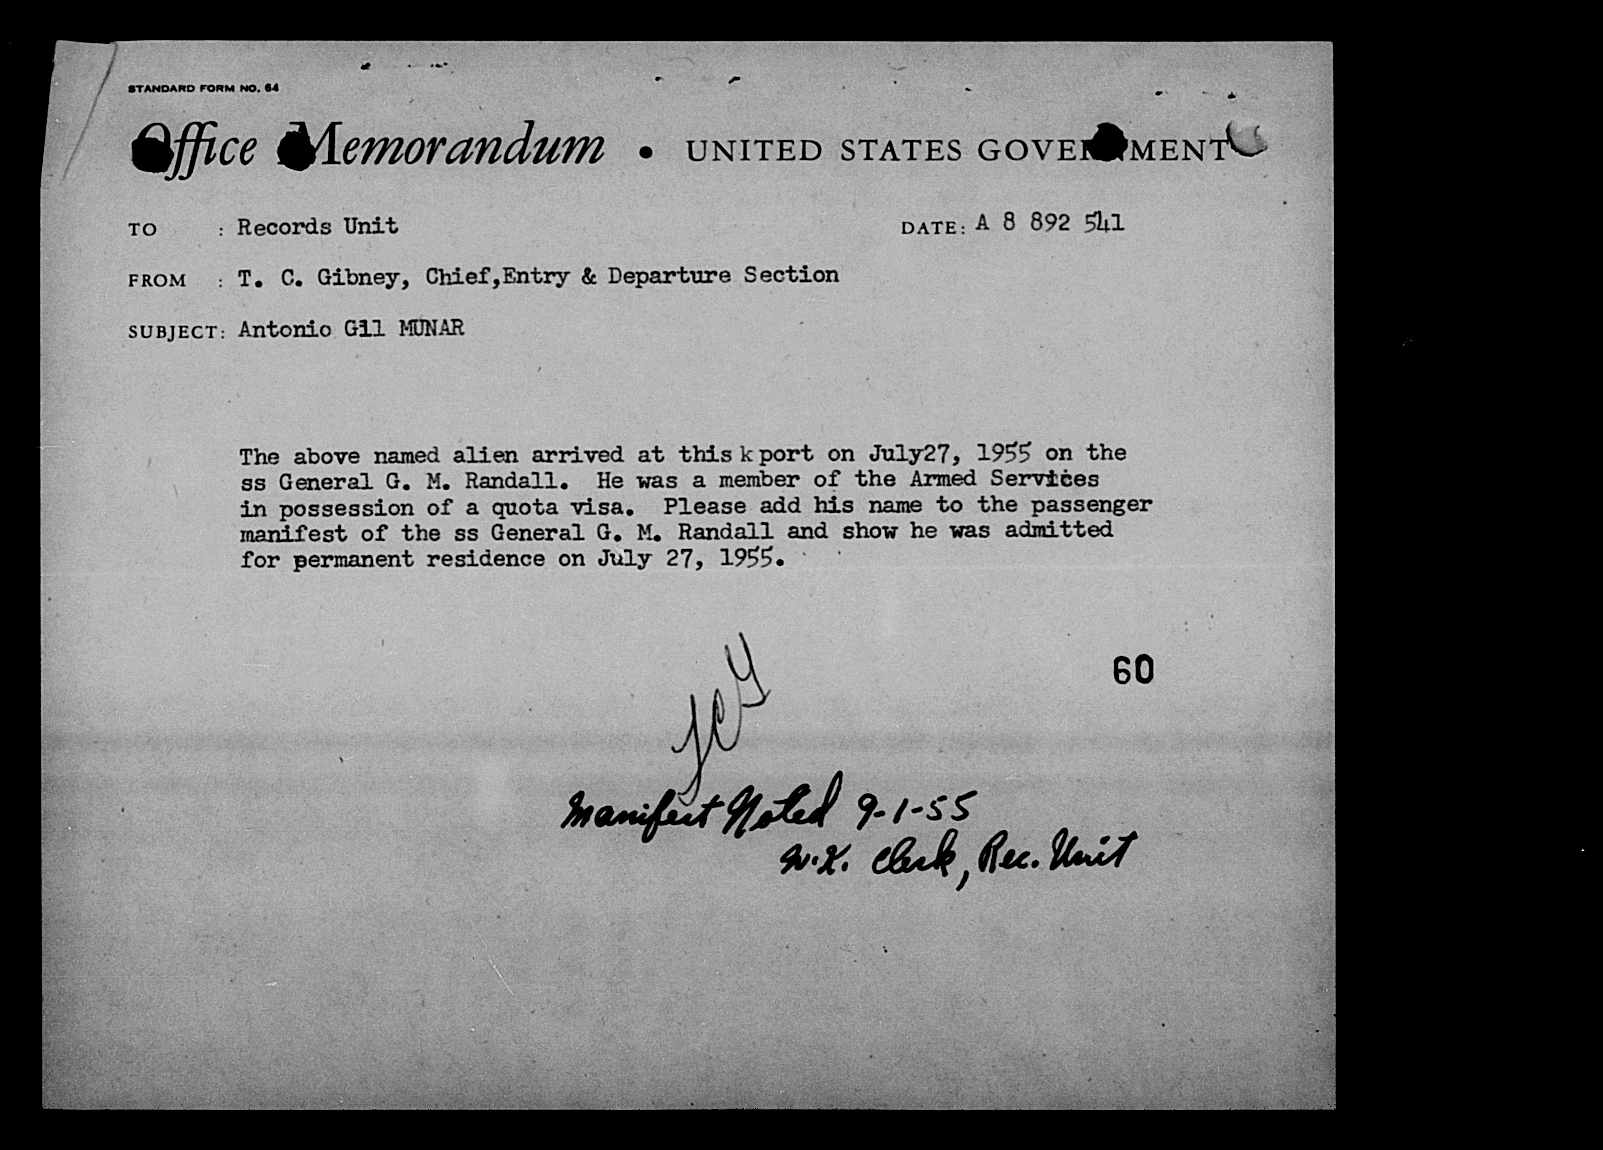 STANDARD FORM NO. 64
Office Memorandum • UNITED STATES GOVERNMENT
TO : Records Unit DATE: A 8 892 541
FROM : T. C. Gibney, Chief,Entry & Departure Section
SUBJECT: Antonio Gil MUNAR
The above named alien arrived at this k port on July27, 1955 on the
ss General G. M. Randall. He was a member of the Armed Services
in possession of a quota visa. Please add his name to the passenger
manifest of the ss General G. M. Randall and show he was admitted
for permanent residence on July 27, 1955.
60
Manifest Noted 9-1-55
Clerk, Rec. Unit